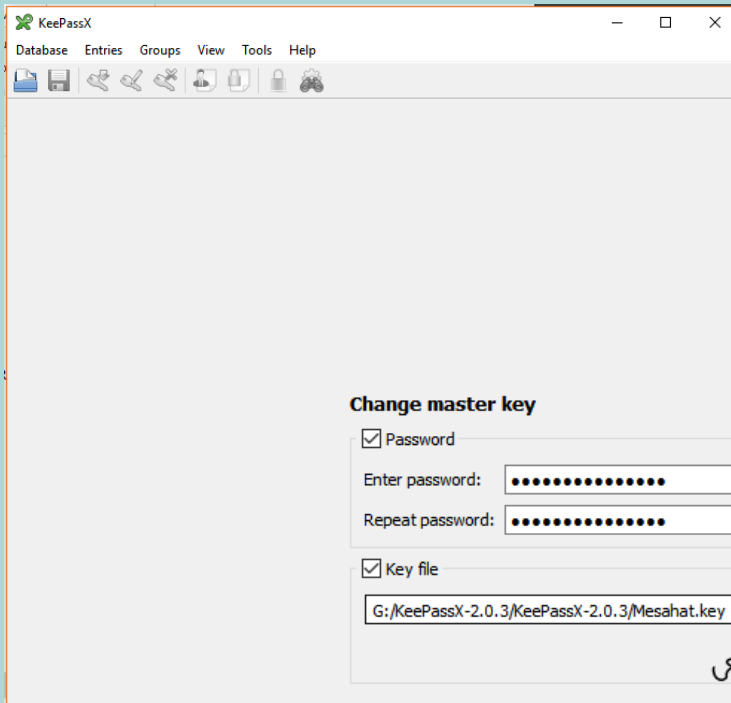 KeePassX
Database Entries Groups View Tools Help
Change master key
Password
Enter password:
Repeat password:
Key file
G:/KeePassX-2.0.3/KeePassX-2.0.3/Mesahat.key